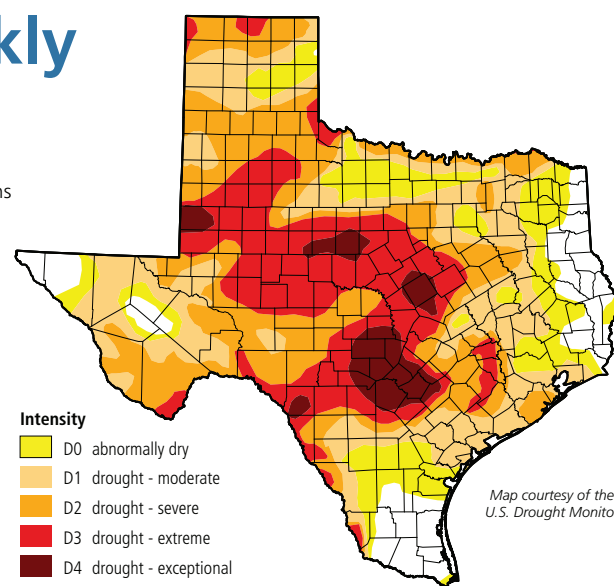 kly
ns
Intensity
D0 abnormally dry
D1 drought - moderate
D2 drought - severe
D3 drought - extreme
D4 drought - exceptional
Map courtesy of the
U.S. Drought Monito